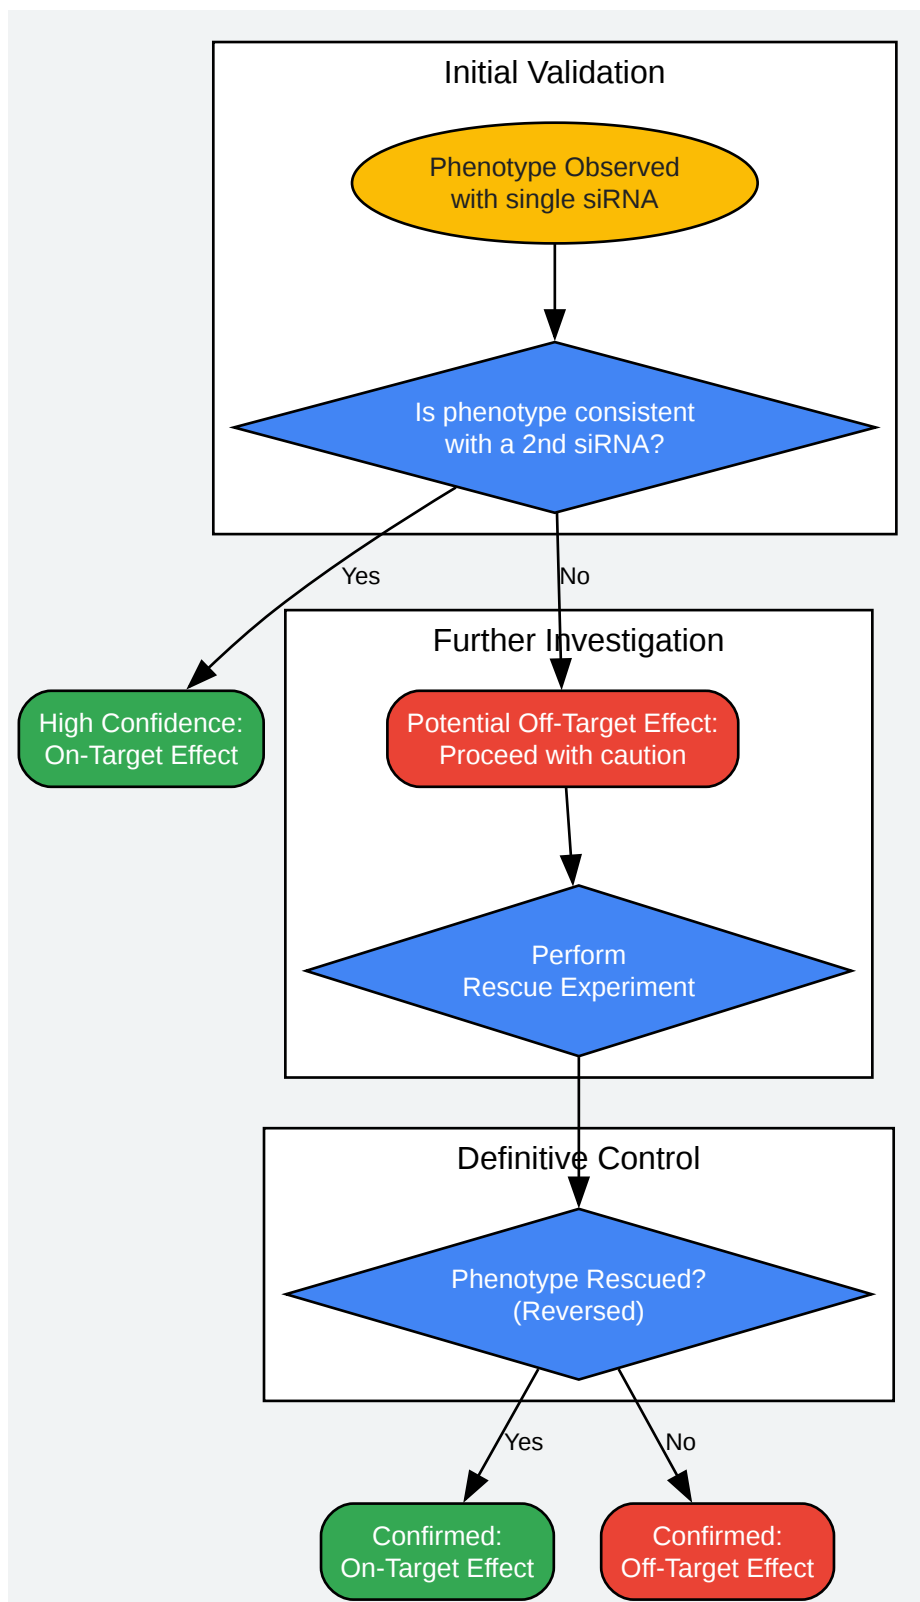 Initial Validation
Phenotype Observed
with single siRNA
Is phenotype consistent
with a 2nd siRNA?
Yes
No
Further Investigation
High Confidence:
On-Target Effect
Potential Off-Target Effect:
Proceed with caution
Perform
Rescue Experiment
Definitive Control
Phenotype Rescued?
(Reversed)
Yes
No
Confirmed:
On-Target Effect
Confirmed:
Off-Target Effect